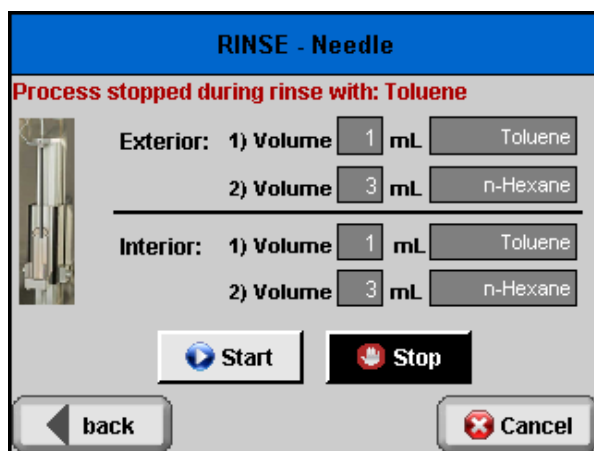 RINSE - Needle
Process stopped during rinse with: Toluene
Exterior: 1) Volume 1 mL Toluene
2) Volume 3 mL n-Hexane
Interior: 1) Volume 1 mL Toluene
2) Volume 3 mL n-Hexane
Start Stop
back Cancel